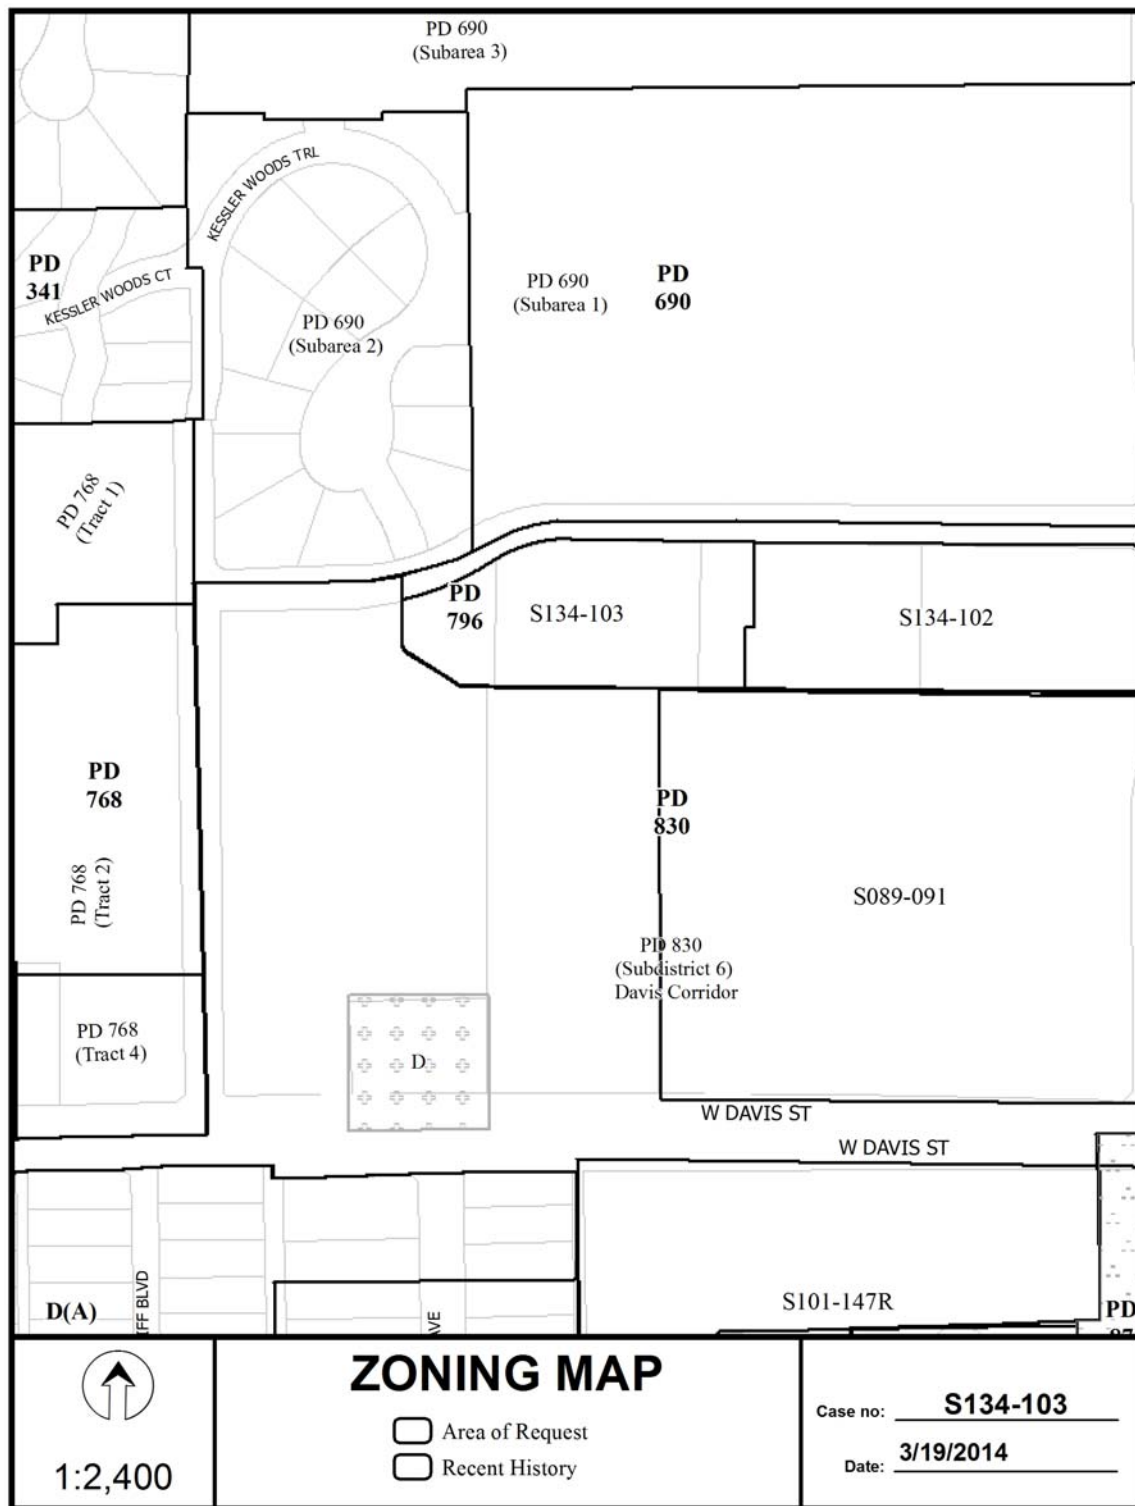 PD 690
(Subarea 3)
KESSLER WOODS TRL
PD
341
KESSLER WOODS CT
PD 690
(Subarea 2)
PD 690
(Subarea 1)
PD
690
PD 768
(Tract 1)
PD
796
S134-103
S134-102
PD
768
PD 768
(Tract 2)
PD
830
S089-091
PD 830
(Subdistrict 6)
Davis Corridor
PD 768
(Tract 4)
D
W DAVIS ST
W DAVIS ST
S101-147R
D(A)
IFF BLVD
AVE
PD
ZONING MAP
Area of Request
Recent History
1:2,400
Case no: S134-103
Date: 3/19/2014